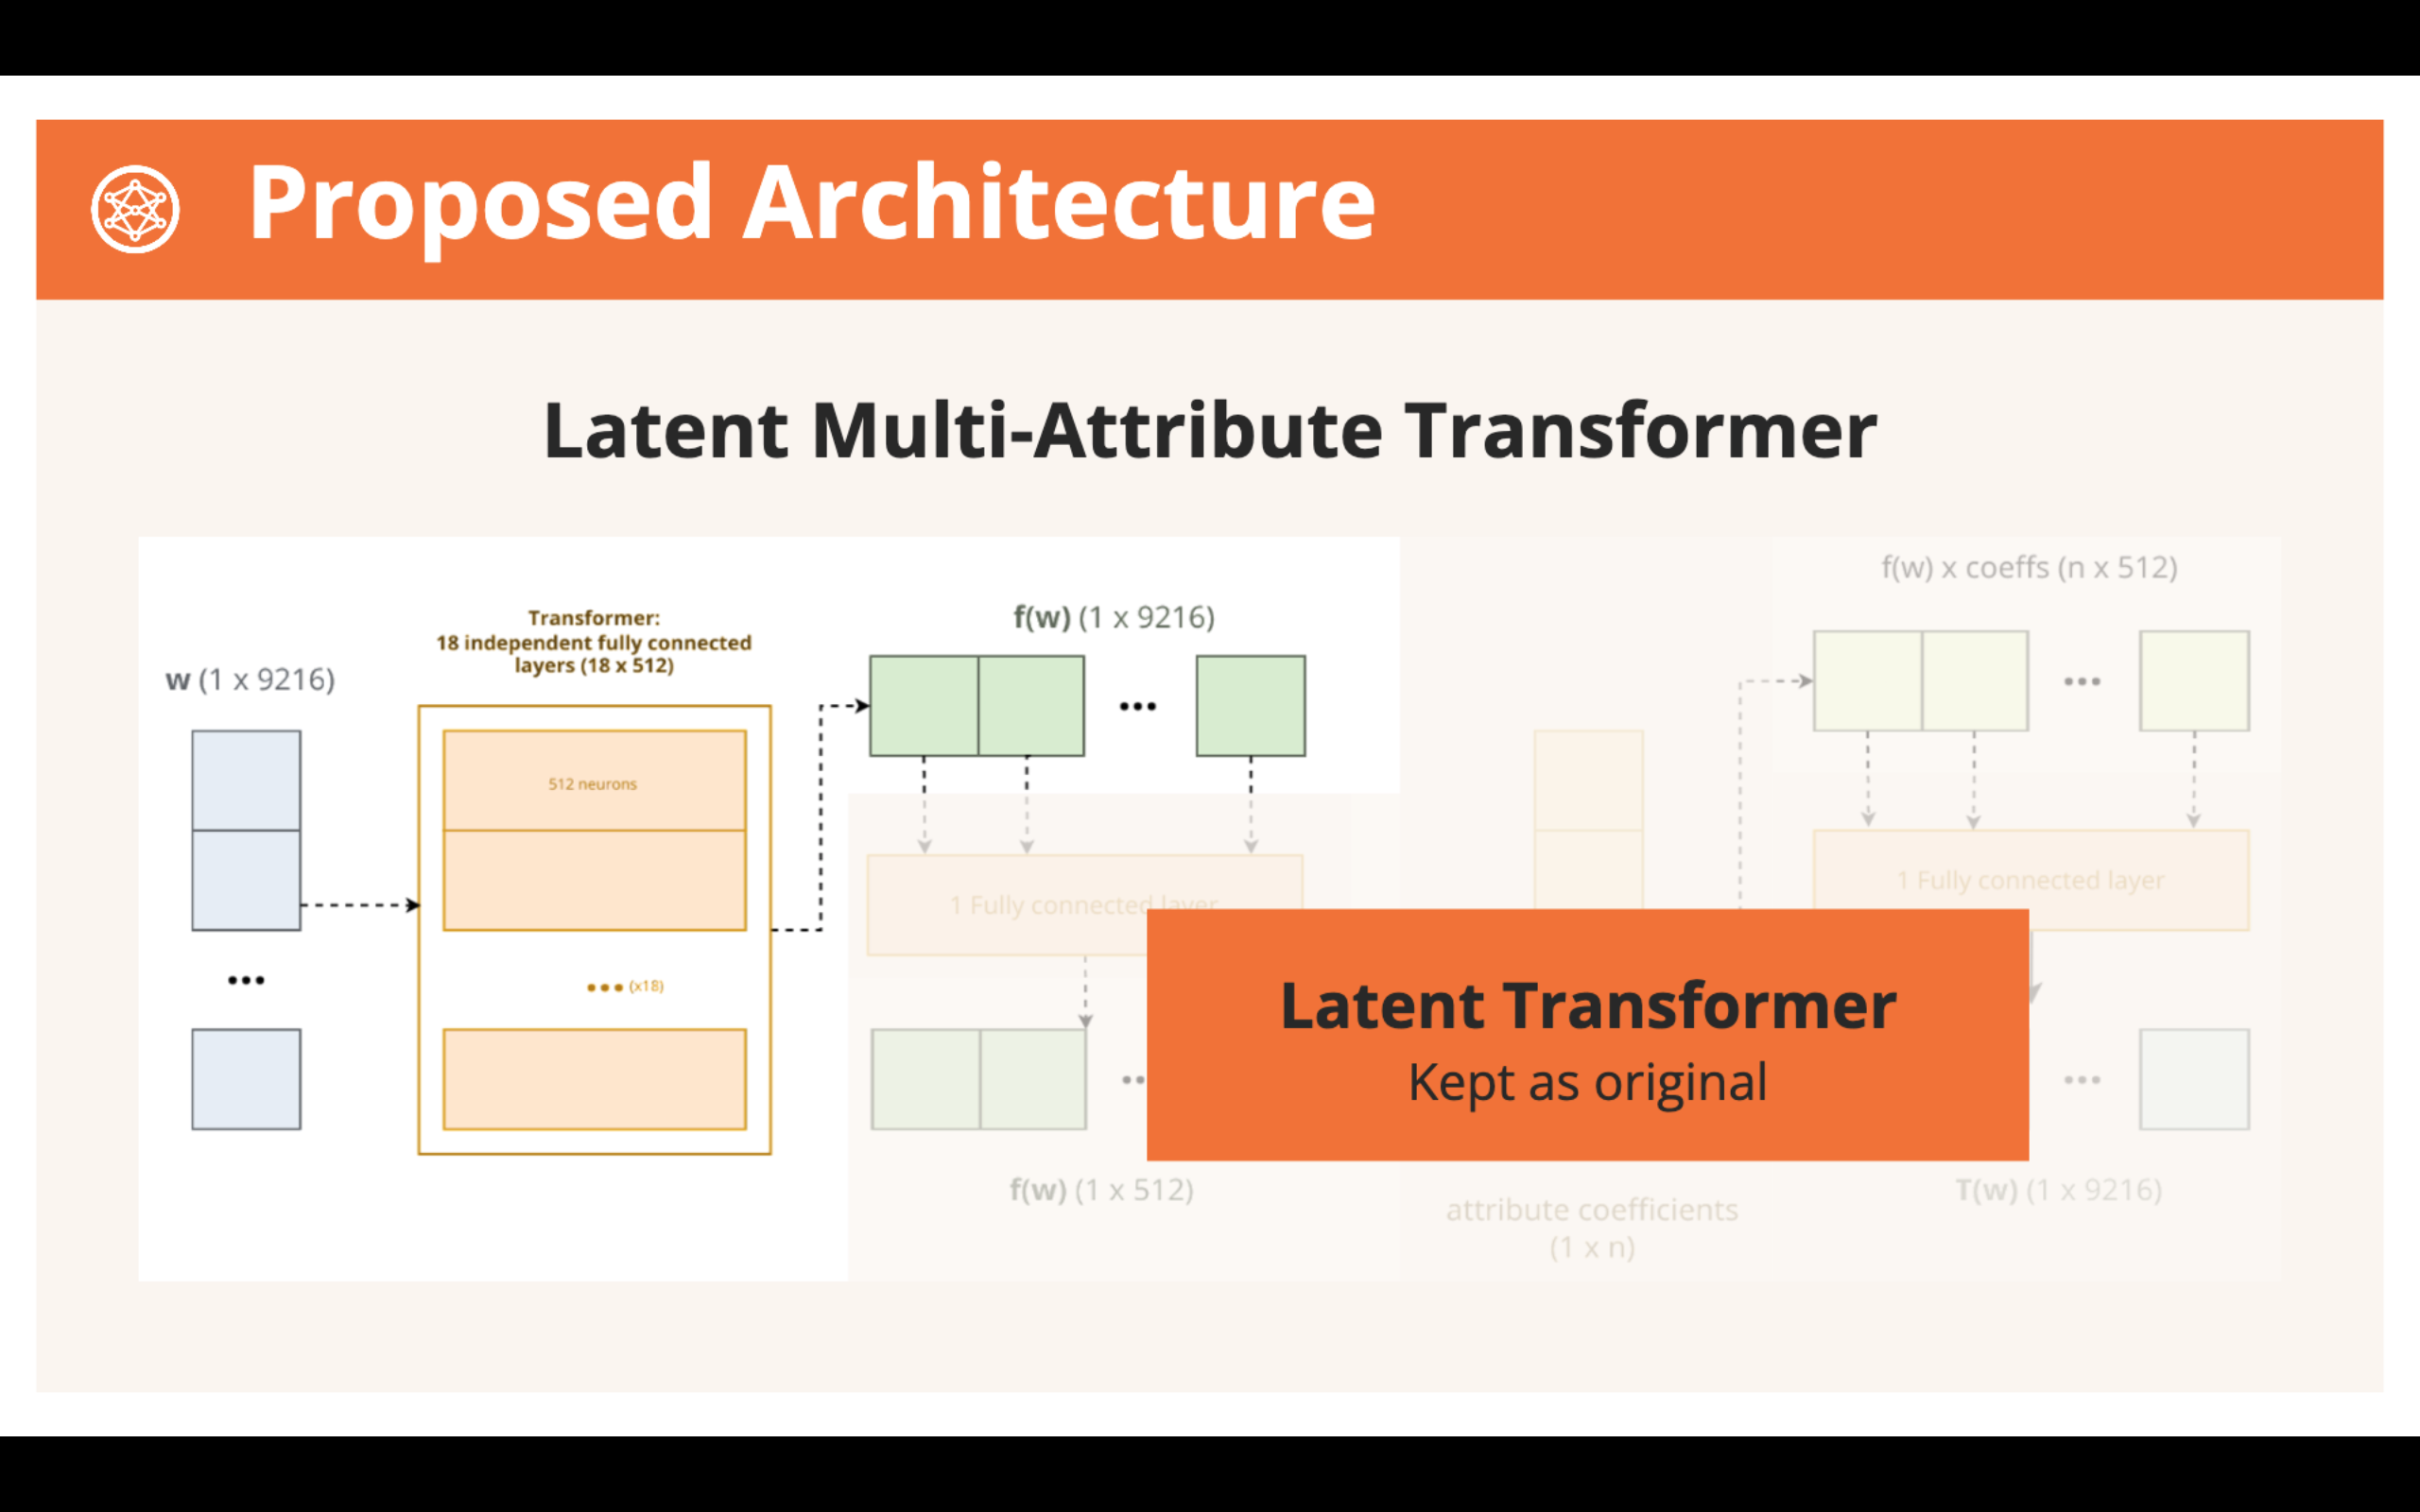 Proposed Architecture
Latent Multi-Attribute Transformer
w (1 x 9216)
Transformer:
18 independent fully connected
layers (18 x 512)
512 neurons
(x18)
f(w) (1 x 9216)
1 Fully connected layer
f(w) (1 x 512)
attribute coefficients
(1 x n)
f(w) x coeffs (n x 512)
1 Fully connected layer
T(w) (1 x 9216)
Latent Transformer
Kept as original